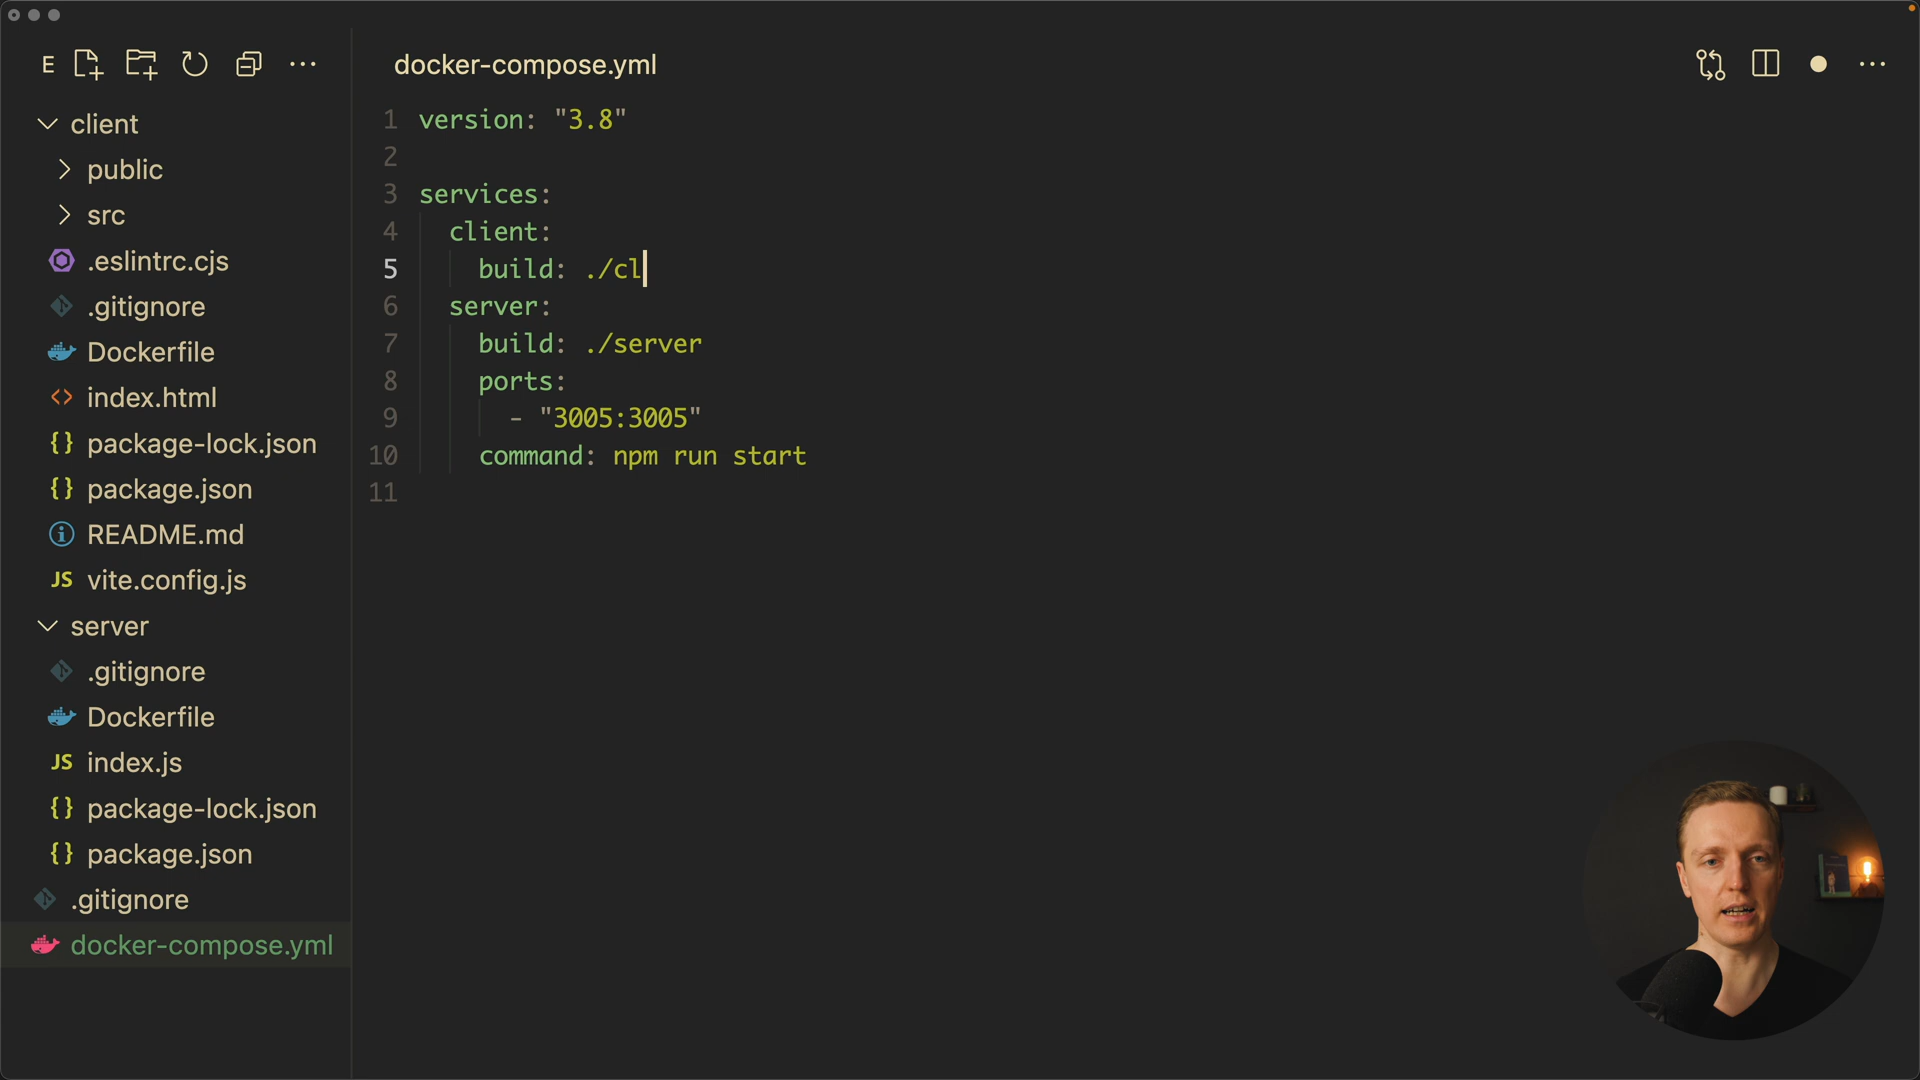 E
docker-compose.yml
client
public
src
.eslintrc.cjs
.gitignore
Dockerfile
index.html
package-lock.json
package.json
README.md
JS vite.config.js
server
.gitignore
Dockerfile
JS index.js
package-lock.json
package.json
.gitignore
docker-compose.yml
1 version: "3.8"
2
3 services:
4 client:
5 build: ./cl
6 server:
7 build: ./server
8 ports:
9 - "3005:3005"
10 command: npm run start
11